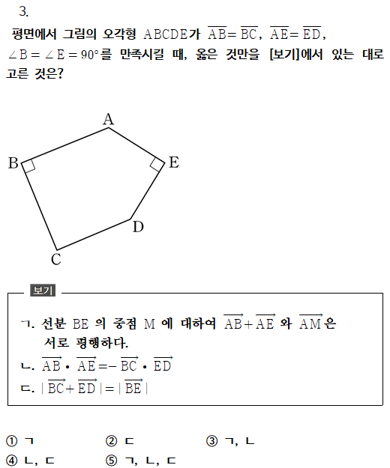 3.
평면에서 그림의 오각형 ABCDE가 $\overline{AB}=\overline{BC}$, $\overline{AE}=\overline{ED}$,
∠B=∠E=90°를 만족시킬 때, 옳은 것만을 [보기]에서 있는 대로
고른 것은?
A
B
E
D
C
보기
ㄱ. 선분 BE 의 중점 M 에 대하여 $\overrightarrow{AB}+\overrightarrow{AE}$ 와 $\overrightarrow{AM}$은
서로 평행하다.
ㄴ. $\overrightarrow{AB}\cdot\overrightarrow{AE}=-\overrightarrow{BC}\cdot\overrightarrow{ED}$
ㄷ. $|\overrightarrow{BC}+\overrightarrow{ED}|=|\overrightarrow{BE}|$
① ㄱ ② ㄷ ③ ㄱ, ㄴ
④ ㄴ, ㄷ ⑤ ㄱ, ㄴ, ㄷ